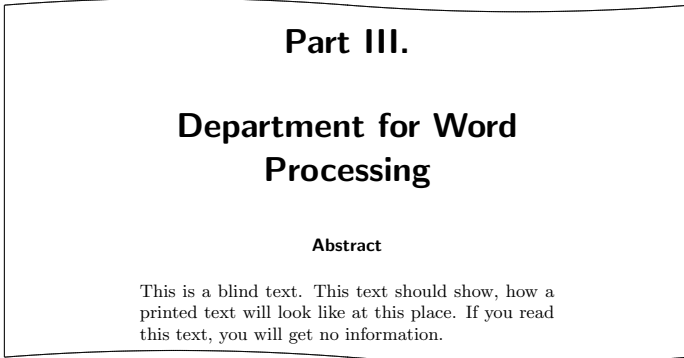 Part III.
Department for Word
Processing
Abstract
This is a blind text. This text should show, how a
printed text will look like at this place. If you read
this text, you will get no information.